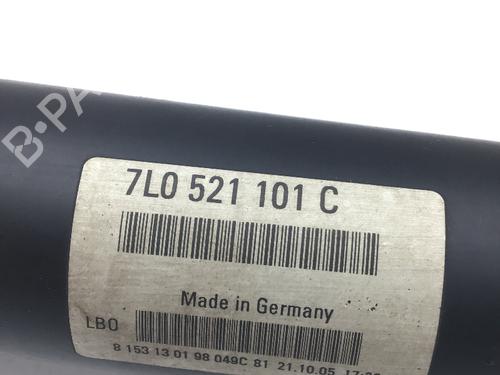 B-PA
7L0 521 101 C
Made in Germany
LBO
8 153 13 01 98 049C 81 21.10.05